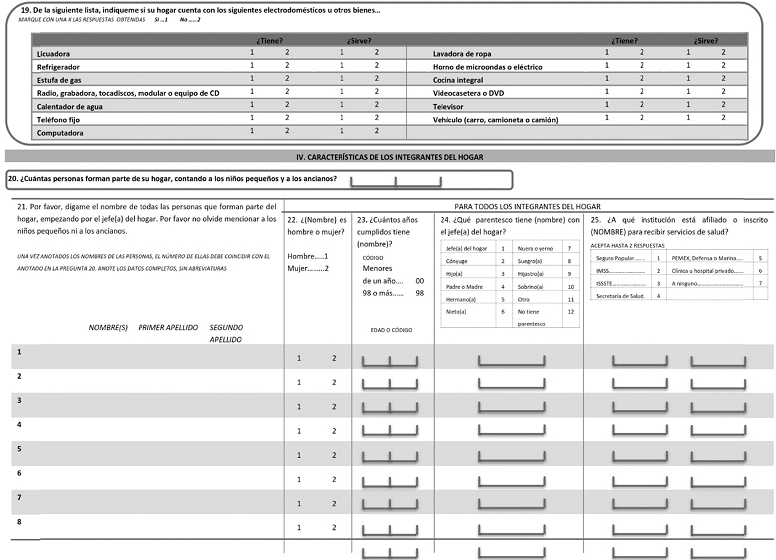 19. De la siguiente lista, indíqueme si su hogar cuenta con los siguientes electrodomésticos u otros bienes...
MARQUE CON UNA X LAS RESPUESTAS OBTENIDAS Si ...1 No ......2
¿Tiene? ¿Sirve? ¿Tiene? ¿Sirve?
Licuadora 1 2 1 2 Lavadora de ropa 1 2 1 2
Refrigerador 1 2 1 2 Horno de microondas o eléctrico 1 2 1 2
Estufa de gas 1 2 1 2 Cocina integral 1 2 1 2
Radio, grabadora, tocadiscos, modular o equipo de CD 1 2 1 2 Videocasetera o DVD 1 2 1 2
Calentador de agua 1 2 1 2 Televisor 1 2 1 2
Teléfono fijo 1 2 1 2 Vehículo (carro, camioneta o camión) 1 2 1 2
Computadora 1 2 1 2
IV. CARACTERÍSTICAS DE LOS INTEGRANTES DEL HOGAR
20. ¿Cuántas personas forman parte de su hogar, contando a los niños pequeños y a los ancianos?
21. Por favor, dígame el nombre de todas las personas que forman parte del
hogar, empezando por el jefe(a) del hogar. Por favor no olvide mencionar a los
niños pequeños ni a los ancianos.
UNA VEZ ANOTADOS LOS NOMBRES DE LAS PERSONAS, EL NÚMERO DE ELLAS DEBE COINCIDIR CON EL
ANOTADO EN LA PREGUNTA 20. ANOTE LOS DATOS COMPLETOS, SIN ABREVIATURAS
NOMBRE(S) PRIMER APELLIDO SEGUNDO
APELLIDO
PARA TODOS LOS INTEGRANTES DEL HOGAR
22. ¿(Nombre) es
hombre o mujer?
Hombre.....1
Mujer.........2
23. ¿Cuántos años
cumplidos tiene
(nombre)?
CÓDIGO
Menores
de un año.... 00
98 o más...... 98
EDAD O CÓDIGO
24. ¿Qué parentesco tiene (nombre) con
el jefe(a) del hogar?
Jefe(a) del hogar 1 Nuera o yerno 7
Cónyuge 2 Suegro(a) 8
Hijo(a) 3 Hijastro(a) 9
Padre o Madre 4 Sobrino(a) 10
Hermano(a) 5 Otro 11
Nieto(a) 6 No tiene 12
parentesco
25. ¿A qué institución está afiliado o inscrito
(NOMBRE) para recibir servicios de salud?
ACEPTA HASTA 2 RESPUESTAS
Seguro Popular....... 1 PEMEX, Defensa o Marina..... 5
IMSS........................ 2 Clínica u hospital privado....... 6
ISSSTE..................... 3 A ninguno............................. 7
Secretaría de Salud. 4
1 1 2
2 1 2
3 1 2
4 1 2
5 1 2
6 1 2
7 1 2
8 1 2